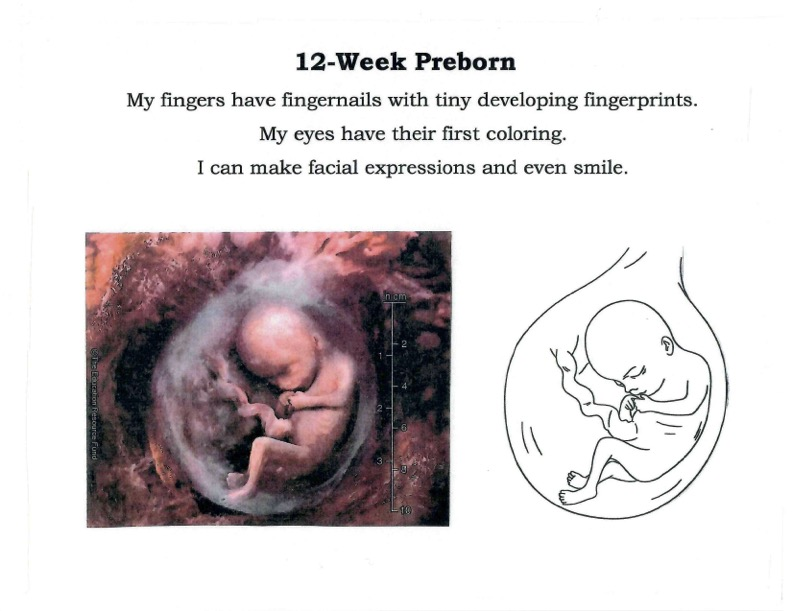 12-Week Preborn
My fingers have fingernails with tiny developing fingerprints.
My eyes have their first coloring.
I can make facial expressions and even smile.
in cm
1
2
2
4
3
6
8
10
© The Education Resource Fund